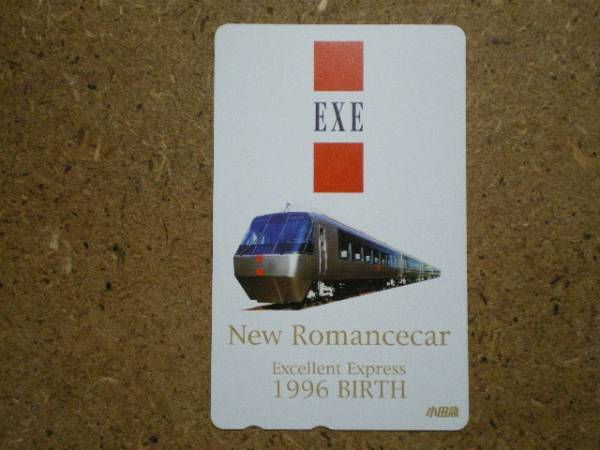 EXE
New Romancecar
Excellent Express
1996 BIRTH
小田急